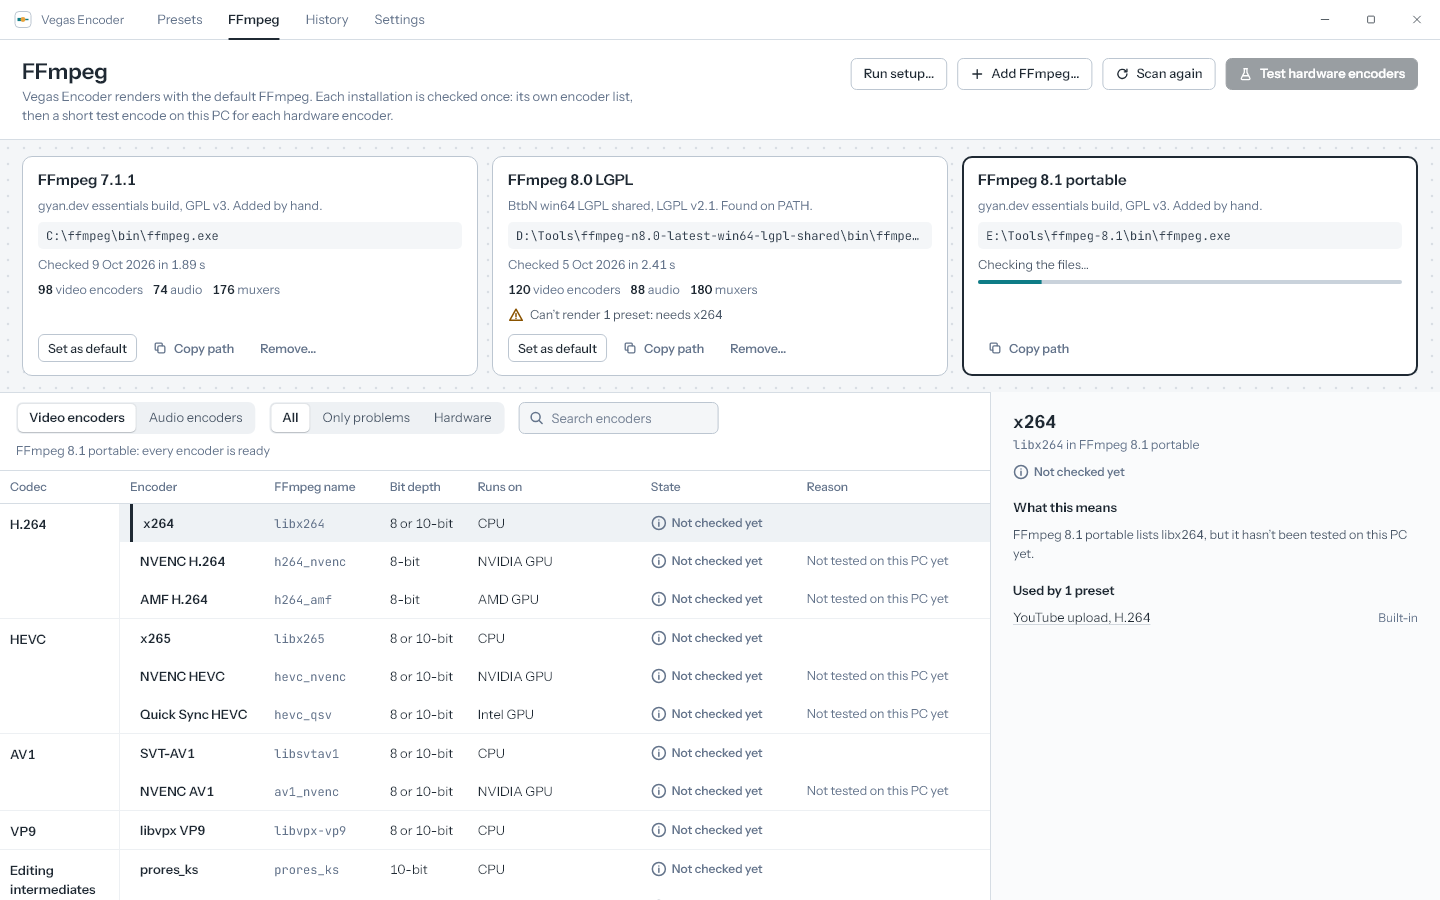 Vegas Encoder
Presets
FFmpeg
History
Settings
FFmpeg
Vegas Encoder renders with the default FFmpeg. Each installation is checked once: its own encoder list,
then a short test encode on this PC for each hardware encoder.
Run setup...
Add FFmpeg...
Scan again
Test hardware encoders
FFmpeg 7.1.1
gyan.dev essentials build, GPL v3. Added by hand.
C:\ffmpeg\bin\ffmpeg.exe
Checked 9 Oct 2026 in 1.89 s
98 video encoders 74 audio 176 muxers
Set as default
Copy path
Remove...
FFmpeg 8.0 LGPL
BtbN win64 LGPL shared, LGPL v2.1. Found on PATH.
D:\Tools\ffmpeg-n8.0-latest-win64-lgpl-shared\bin\ffmpe…
Checked 5 Oct 2026 in 2.41 s
120 video encoders 88 audio 180 muxers
Can't render 1 preset: needs x264
Set as default
Copy path
Remove...
FFmpeg 8.1 portable
gyan.dev essentials build, GPL v3. Added by hand.
E:\Tools\ffmpeg-8.1\bin\ffmpeg.exe
Checking the files...
Copy path
Video encoders
Audio encoders
All
Only problems
Hardware
Search encoders
FFmpeg 8.1 portable: every encoder is ready
Codec Encoder FFmpeg name Bit depth Runs on State Reason
H.264 x264 libx264 8 or 10-bit CPU Not checked yet
NVENC H.264 h264_nvenc 8-bit NVIDIA GPU Not checked yet Not tested on this PC yet
AMF H.264 h264_amf 8-bit AMD GPU Not checked yet Not tested on this PC yet
HEVC x265 libx265 8 or 10-bit CPU Not checked yet
NVENC HEVC hevc_nvenc 8 or 10-bit NVIDIA GPU Not checked yet Not tested on this PC yet
Quick Sync HEVC hevc_qsv 8 or 10-bit Intel GPU Not checked yet Not tested on this PC yet
AV1 SVT-AV1 libsvtav1 8 or 10-bit CPU Not checked yet
NVENC AV1 av1_nvenc 8 or 10-bit NVIDIA GPU Not checked yet Not tested on this PC yet
VP9 libvpx VP9 libvpx-vp9 8 or 10-bit CPU Not checked yet
Editing prores_ks prores_ks 10-bit CPU Not checked yet
intermediates
x264
libx264 in FFmpeg 8.1 portable
Not checked yet
What this means
FFmpeg 8.1 portable lists libx264, but it hasn't been tested on this PC
yet.
Used by 1 preset
YouTube upload, H.264 Built-in